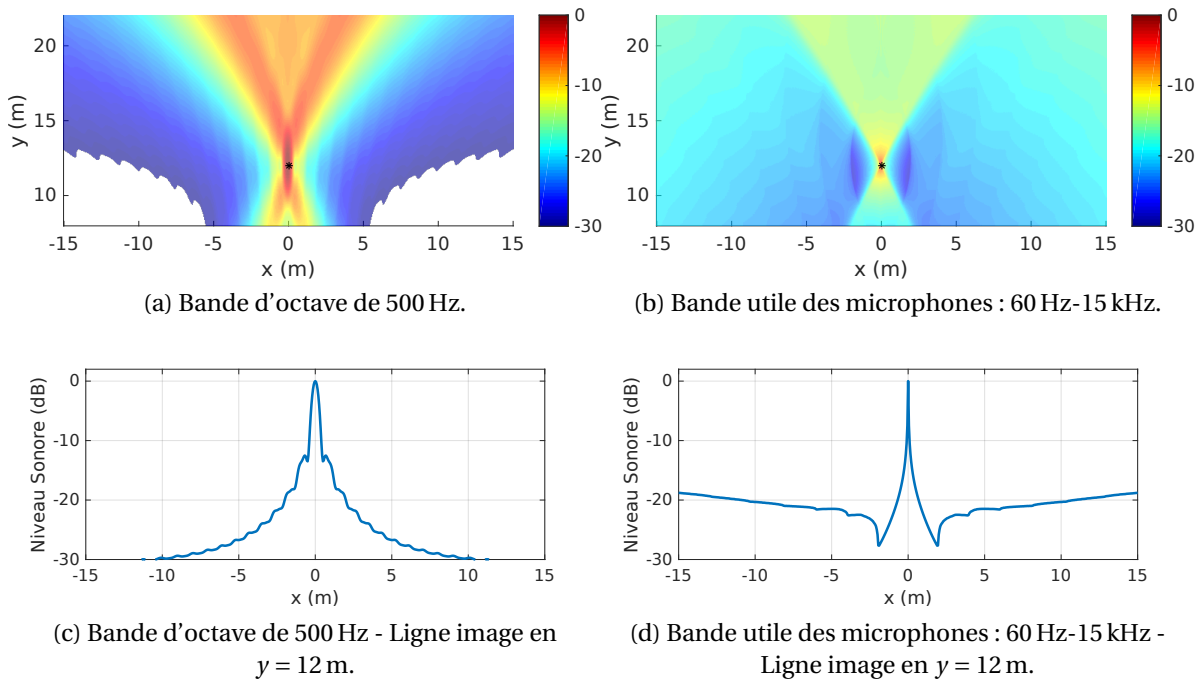 20
15
10
y (m)
-15 -10 -5 0 5 10 15
x (m)
0
-10
-20
-30
(a) Bande d'octave de 500 Hz.
20
15
10
y (m)
-15 -10 -5 0 5 10 15
x (m)
0
-10
-20
-30
(b) Bande utile des microphones : 60 Hz-15 kHz.
Niveau Sonore (dB)
0
-10
-20
-30
-15 -10 -5 0 5 10 15
x (m)
(c) Bande d'octave de 500 Hz - Ligne image en
y = 12 m.
Niveau Sonore (dB)
0
-10
-20
-30
-15 -10 -5 0 5 10 15
x (m)
(d) Bande utile des microphones : 60 Hz-15 kHz -
Ligne image en y = 12 m.